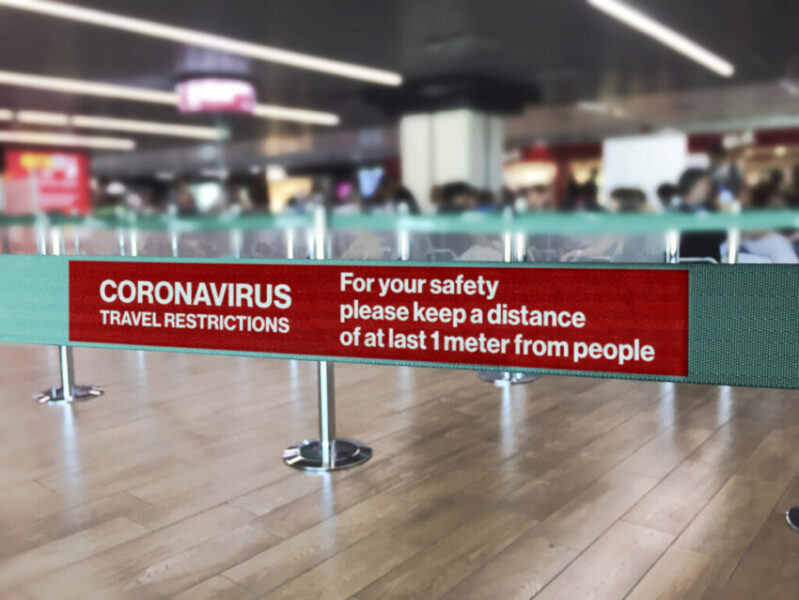 CORONAVIRUS
TRAVEL RESTRICTIONS
For your safety
please keep a distance
of at last 1 meter from people